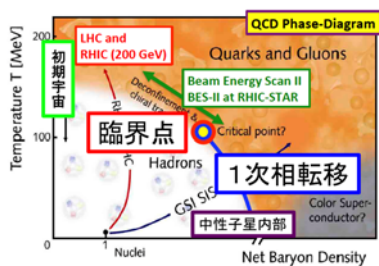 QCD Phase-Diagram
Temperature T [MeV]
200
100
初期宇宙
LHC and
RHIC (200 GeV)
Quarks and Gluons
Beam Energy Scan II
BES-II at RHIC-STAR
Deconfinement &
chiral
臨界点
Critical point?
Hadrons
1次相転移
GSI SIS
中性子星内部
Color Super-
conductor?
Nuclei
1
Net Baryon Density